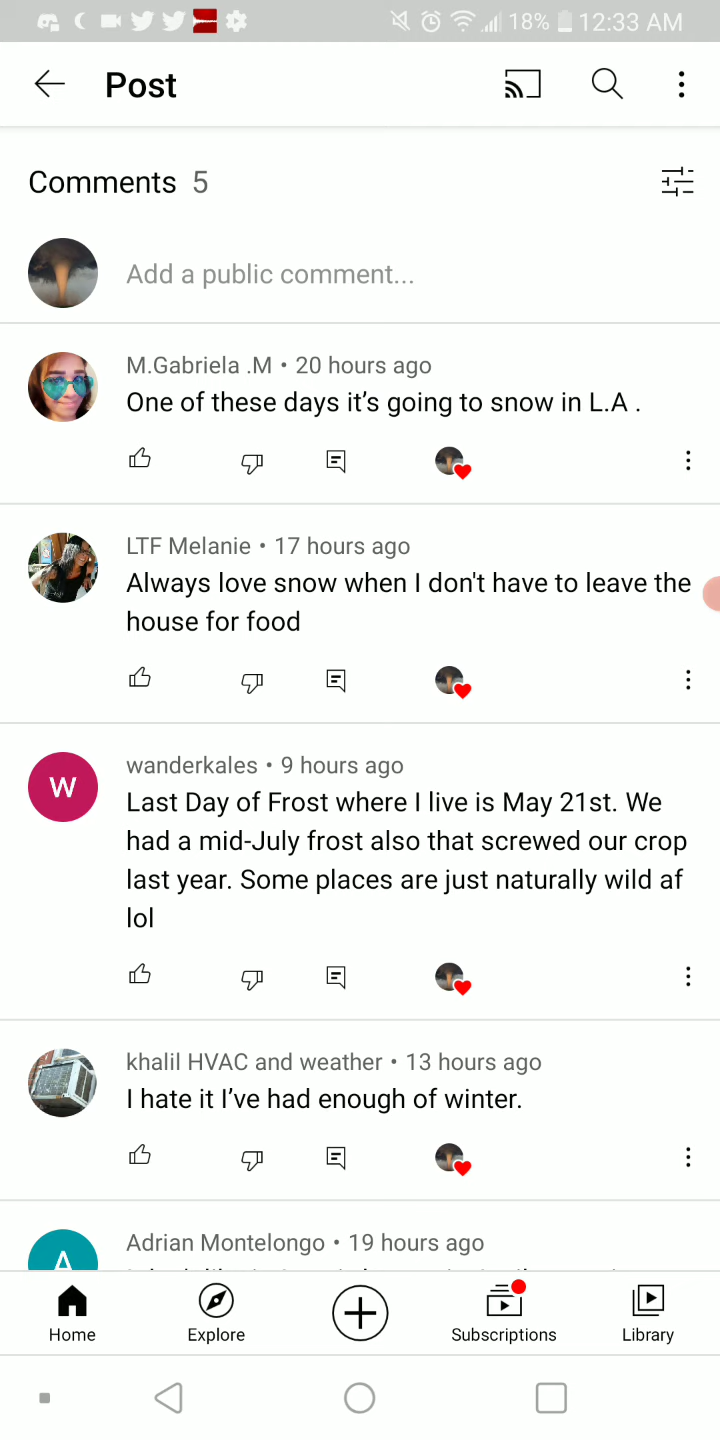 18% 12:33 AM
Post
Comments 5
Add a public comment...
M.Gabriela .M • 20 hours ago
One of these days it’s going to snow in L.A .
LTF Melanie • 17 hours ago
Always love snow when I don't have to leave the
house for food
W
wanderkales • 9 hours ago
Last Day of Frost where I live is May 21st. We
had a mid-July frost also that screwed our crop
last year. Some places are just naturally wild af
lol
khalil HVAC and weather • 13 hours ago
I hate it I’ve had enough of winter.
A
Adrian Montelongo • 19 hours ago
Home Explore Subscriptions Library